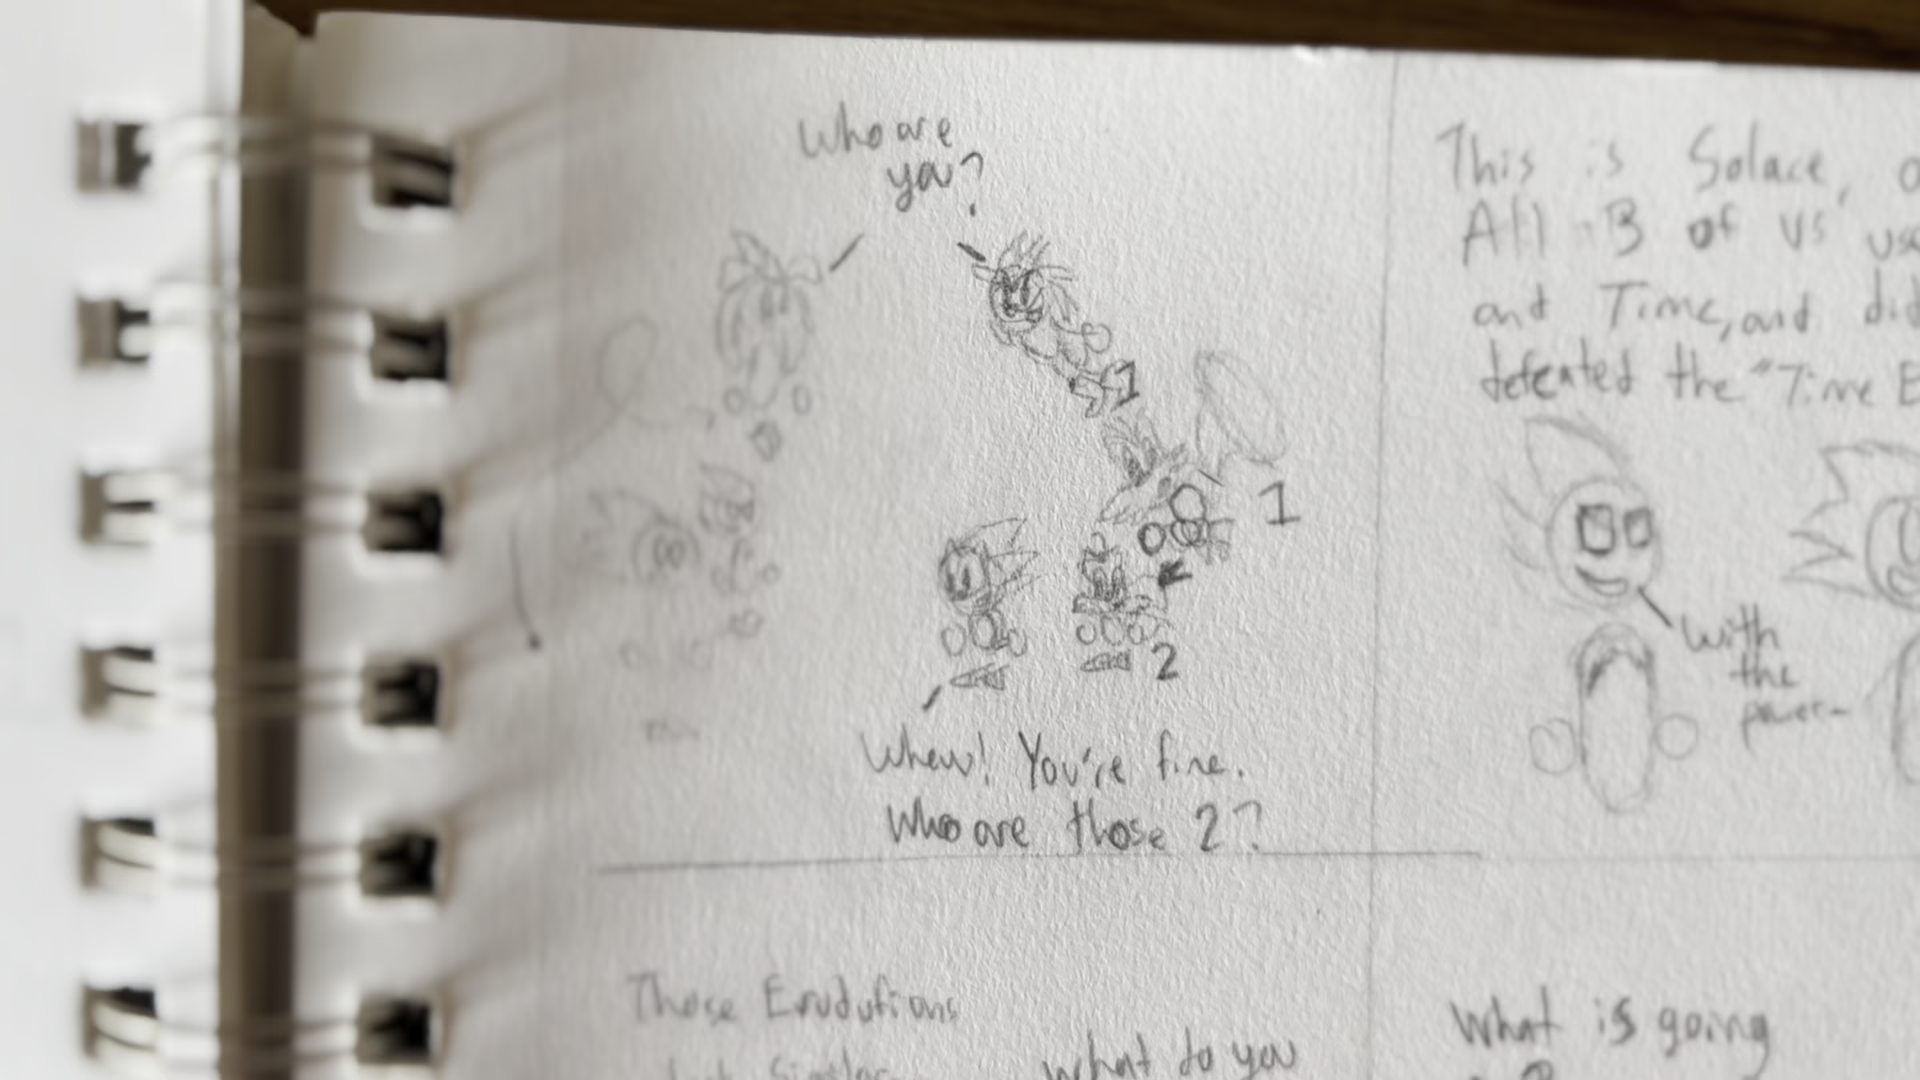 Who are
you?
1
1
2
Whew! You're fine.
Who are those 2?
This is Solace,
All 3 of us
and Time, and did
defeated the "Time
with
the
power-
Those
what do you
What is going